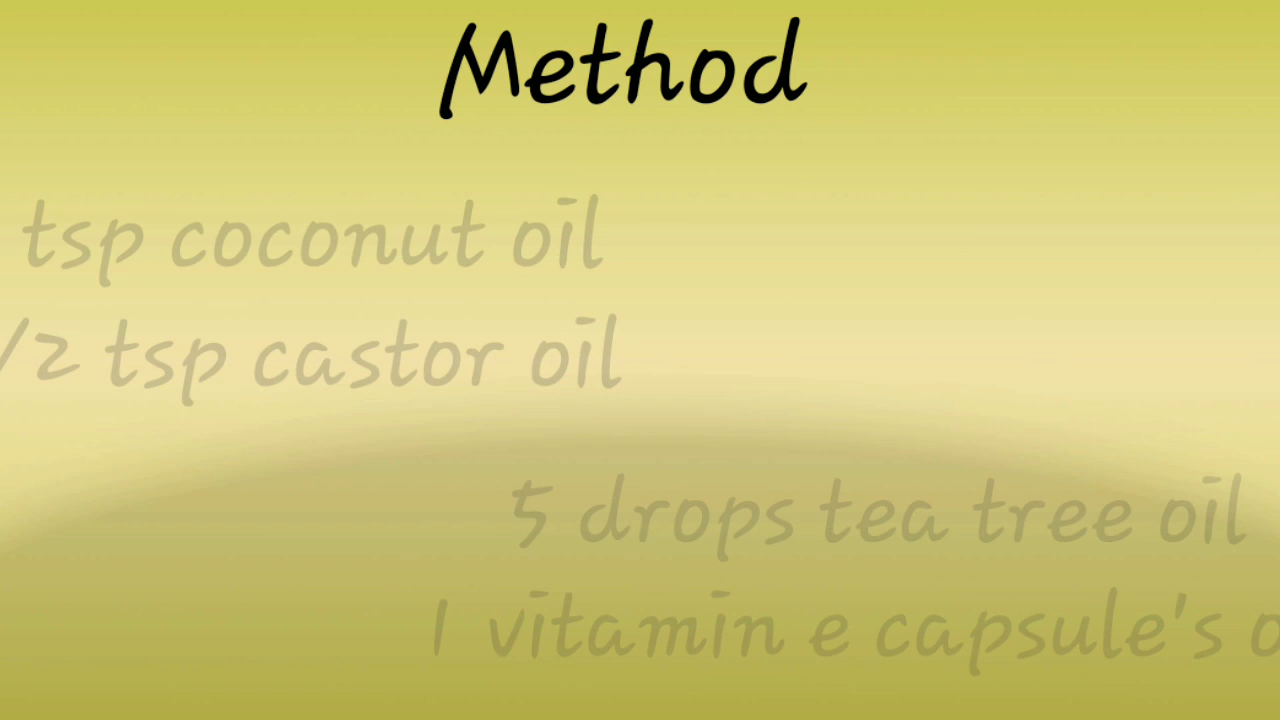 Method
tsp coconut oil
/2 tsp castor oil
5 drops tea tree oil
1 vitamin e capsule's